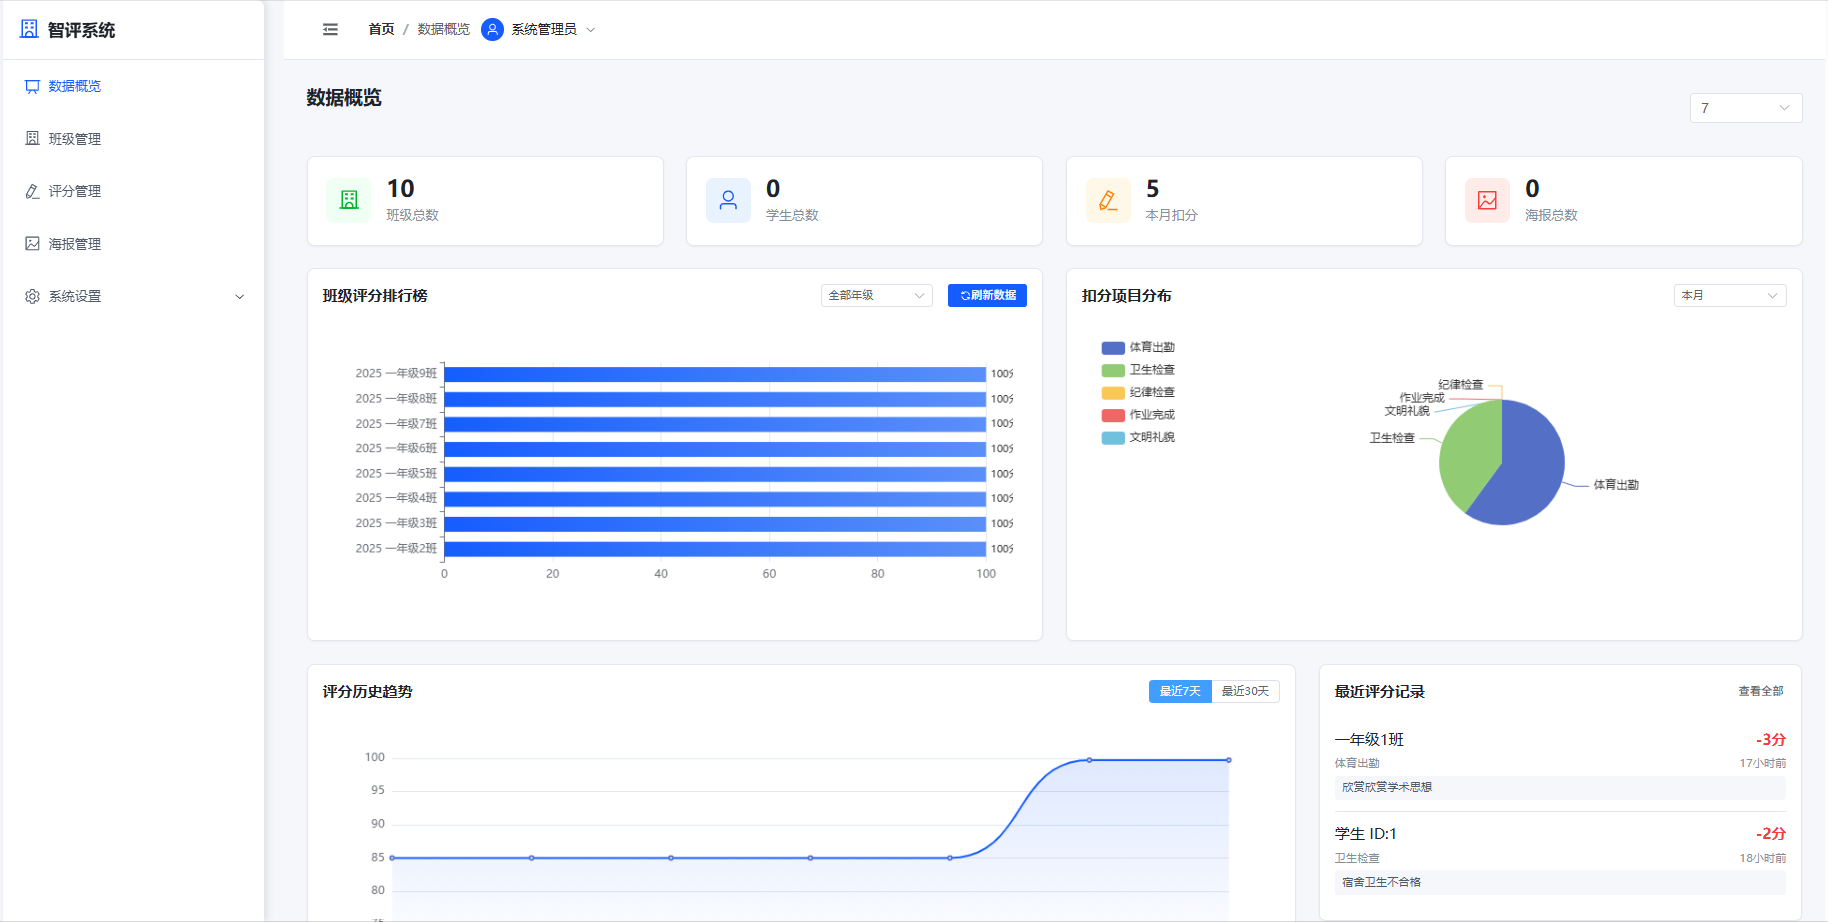 智评系统
数据概览
班级管理
评分管理
海报管理
系统设置
首页 / 数据概览 系统管理员
数据概览
7
10
班级总数
0
学生总数
5
本月扣分
0
海报总数
班级评分排行榜
全部年级
刷新数据
2025 一年级9班 100分
2025 一年级8班 100分
2025 一年级7班 100分
2025 一年级6班 100分
2025 一年级5班 100分
2025 一年级4班 100分
2025 一年级3班 100分
2025 一年级2班 100分
0 20 40 60 80 100
扣分项目分布
本月
体育出勤
卫生检查
纪律检查
作业完成
文明礼貌
纪律检查
作业完成
文明礼貌
卫生检查
体育出勤
评分历史趋势
最近7天 最近30天
100
95
90
85
80
75
最近评分记录 查看全部
一年级1班 -3分
体育出勤 17小时前
欣赏欣赏学术思想
学生 ID:1 -2分
卫生检查 18小时前
宿舍卫生不合格